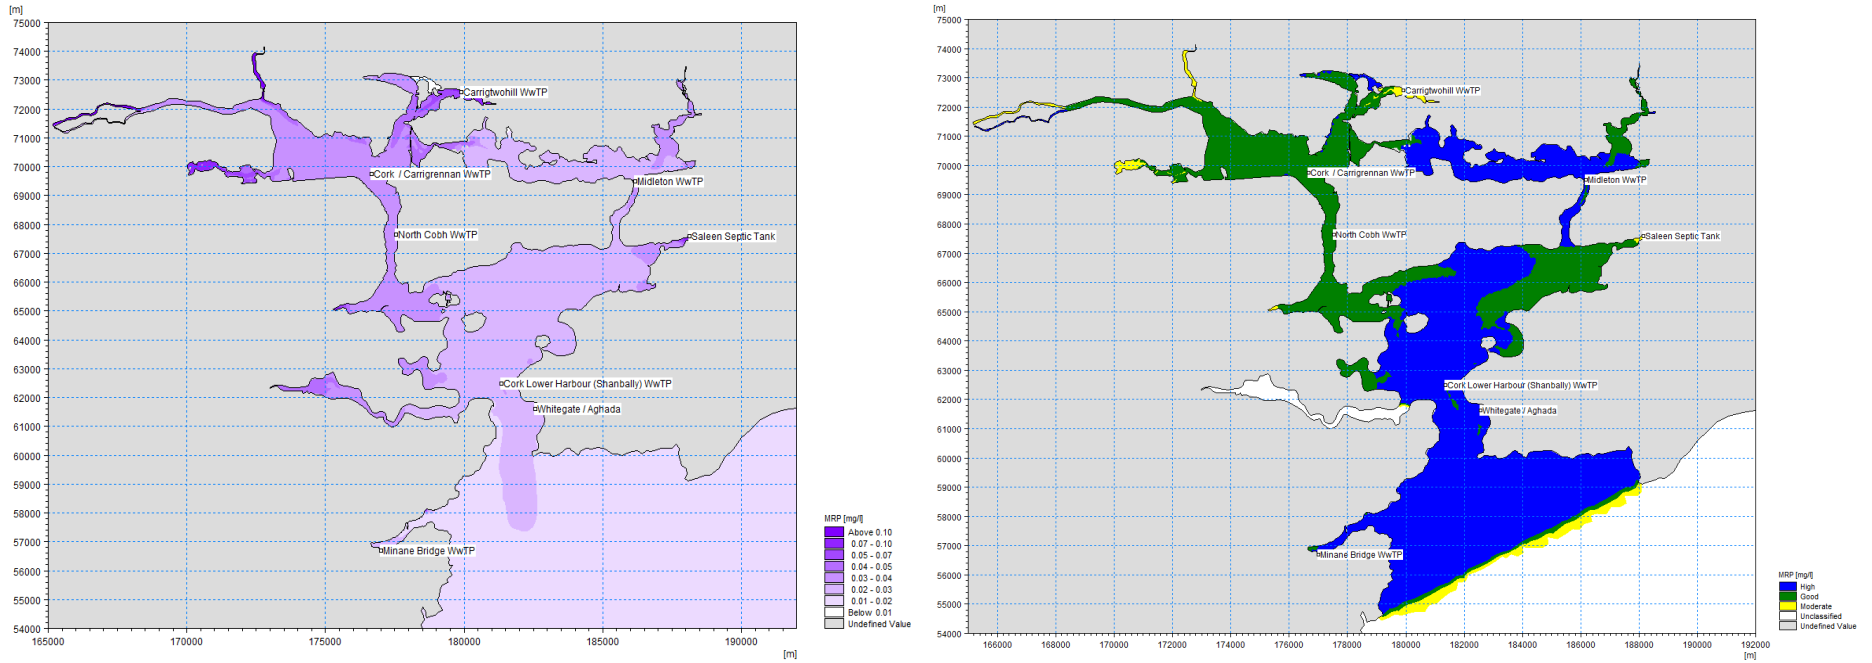 [m]
75000
74000
73000
72000
71000
70000
69000
68000
67000
66000
65000
64000
63000
62000
61000
60000
59000
58000
57000
56000
55000
54000
165000 170000 175000 180000 185000 190000
[m]
Carrigtwohill WwTP
Cork / Carrigrennan WwTP
Midleton WwTP
North Cobh WwTP
Saleen Septic Tank
Cork Lower Harbour (Shanbally) WwTP
Whitegate / Aghada
Minane Bridge WwTP
MRP [mg/l]
Above 0.10
0.07 - 0.10
0.05 - 0.07
0.04 - 0.05
0.03 - 0.04
0.02 - 0.03
0.01 - 0.02
Below 0.01
Undefined Value
[m]
75000
74000
73000
72000
71000
70000
69000
68000
67000
66000
65000
64000
63000
62000
61000
60000
59000
58000
57000
56000
55000
54000
166000 168000 170000 172000 174000 176000 178000 180000 182000 184000 186000 188000 190000 192000
[m]
Carrigtwohill WwTP
Cork / Carrigrennan WwTP
Midleton WwTP
North Cobh WwTP
Saleen Septic Tank
Cork Lower Harbour (Shanbally) WwTP
Whitegate / Aghada
Minane Bridge WwTP
MRP [mg/l]
High
Good
Moderate
Unclassified
Undefined Value